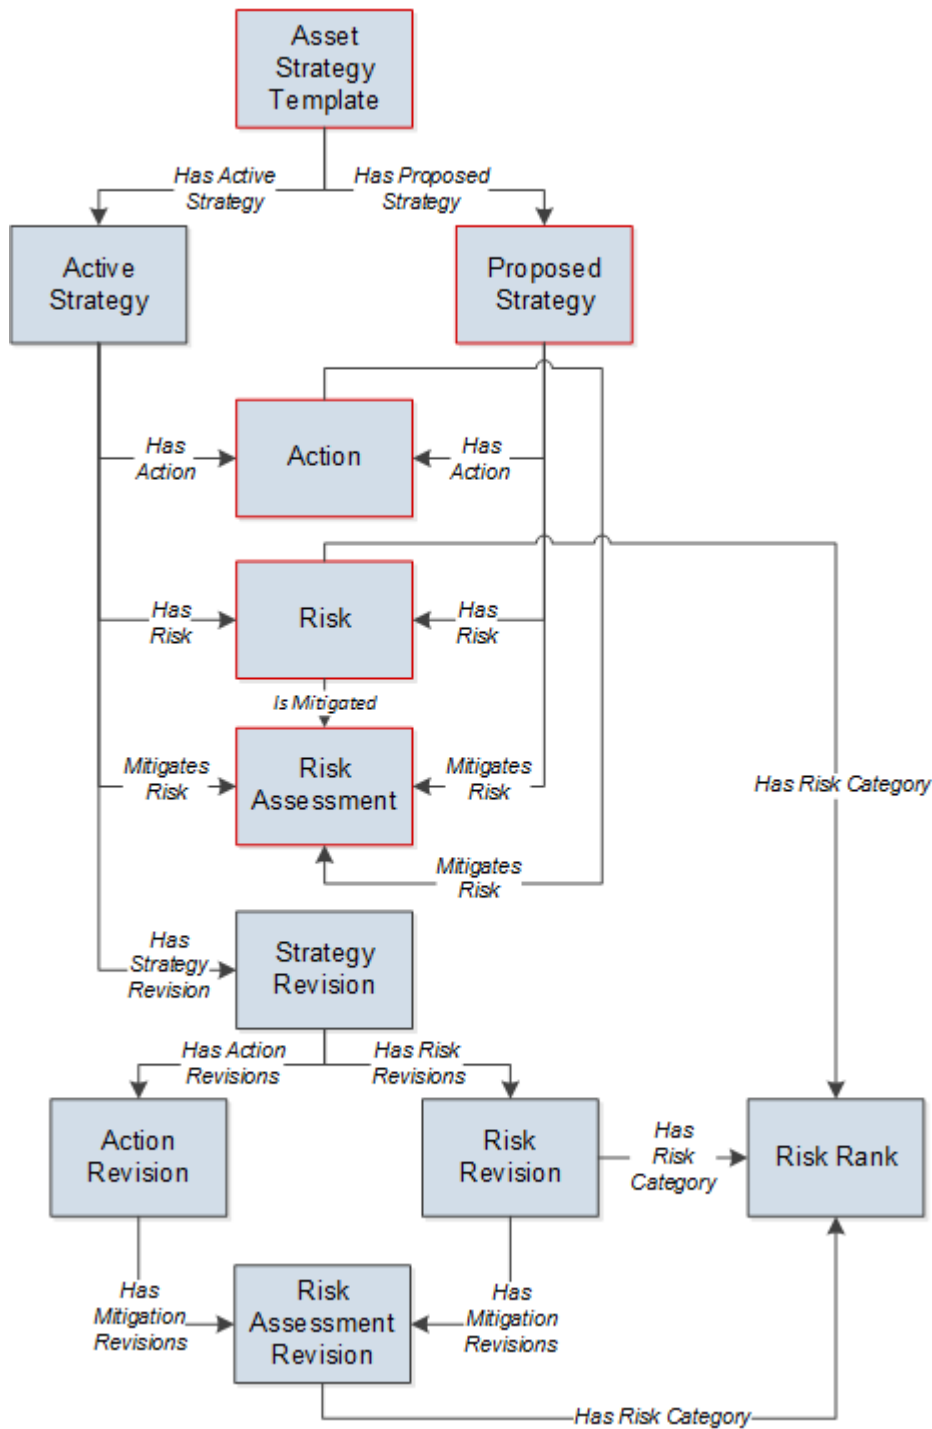 Asset
Strategy
Template
Has Active
Strategy
Has Proposed
Strategy
Active
Strategy
Proposed
Strategy
Has
Action
Action
Has
Action
Has
Risk
Risk
Has
Risk
Is Mitigated
Mitigates
Risk
Risk
Assessment
Mitigates
Risk
Has Risk Category
Mitigates
Risk
Has
Strategy
Revision
Strategy
Revision
Has Action
Revisions
Has Risk
Revisions
Action
Revision
Risk
Revision
Has
Risk
Category
Risk Rank
Has
Mitigation
Revisions
Risk
Assessment
Revision
Has
Mitigation
Revisions
Has Risk Category